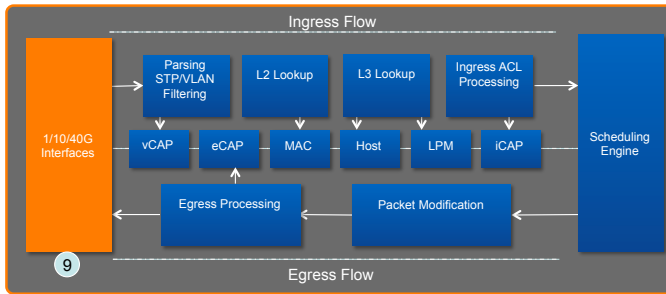 Ingress Flow
Parsing
STP/VLAN
Filtering
L2 Lookup
L3 Lookup
Ingress ACL
Processing
1/10/40G
Interfaces
vCAP
eCAP
MAC
Host
LPM
iCAP
Scheduling
Engine
Egress Processing
Packet Modification
9
Egress Flow